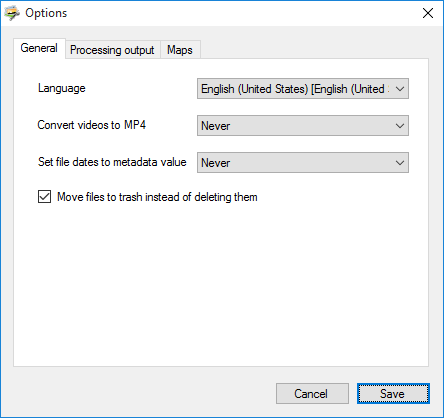 Options
General Processing output Maps
Language English (United States) [English (United
Convert videos to MP4 Never
Set file dates to metadata value Never
Move files to trash instead of deleting them
Cancel Save